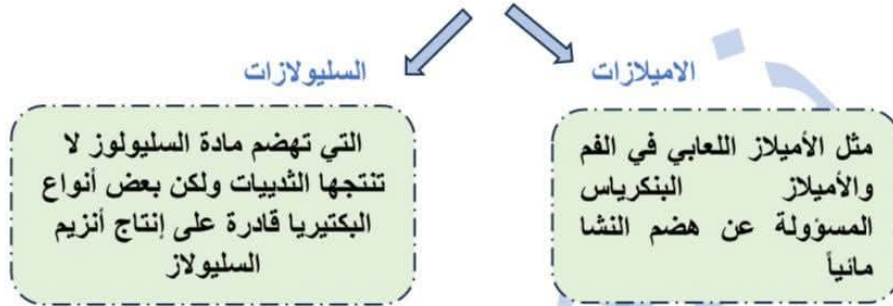 الاميلازات
مثل الأميلاز اللعابي في الفم
والأميلاز البنكرياس
المسؤولة عن هضم النشا
مائياً
السليولازات
التي تهضم مادة السليولوز لا
تنتجها الثدييات ولكن بعض أنواع
البكتيريا قادرة على إنتاج أنزيم
السليولاز